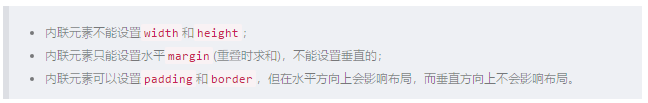 内联元素不能设置 width 和 height ；
内联元素只能设置水平 margin (重叠时求和)，不能设置垂直的；
内联元素可以设置 padding 和 border ，但在水平方向上会影响布局，而垂直方向上不会影响布局。